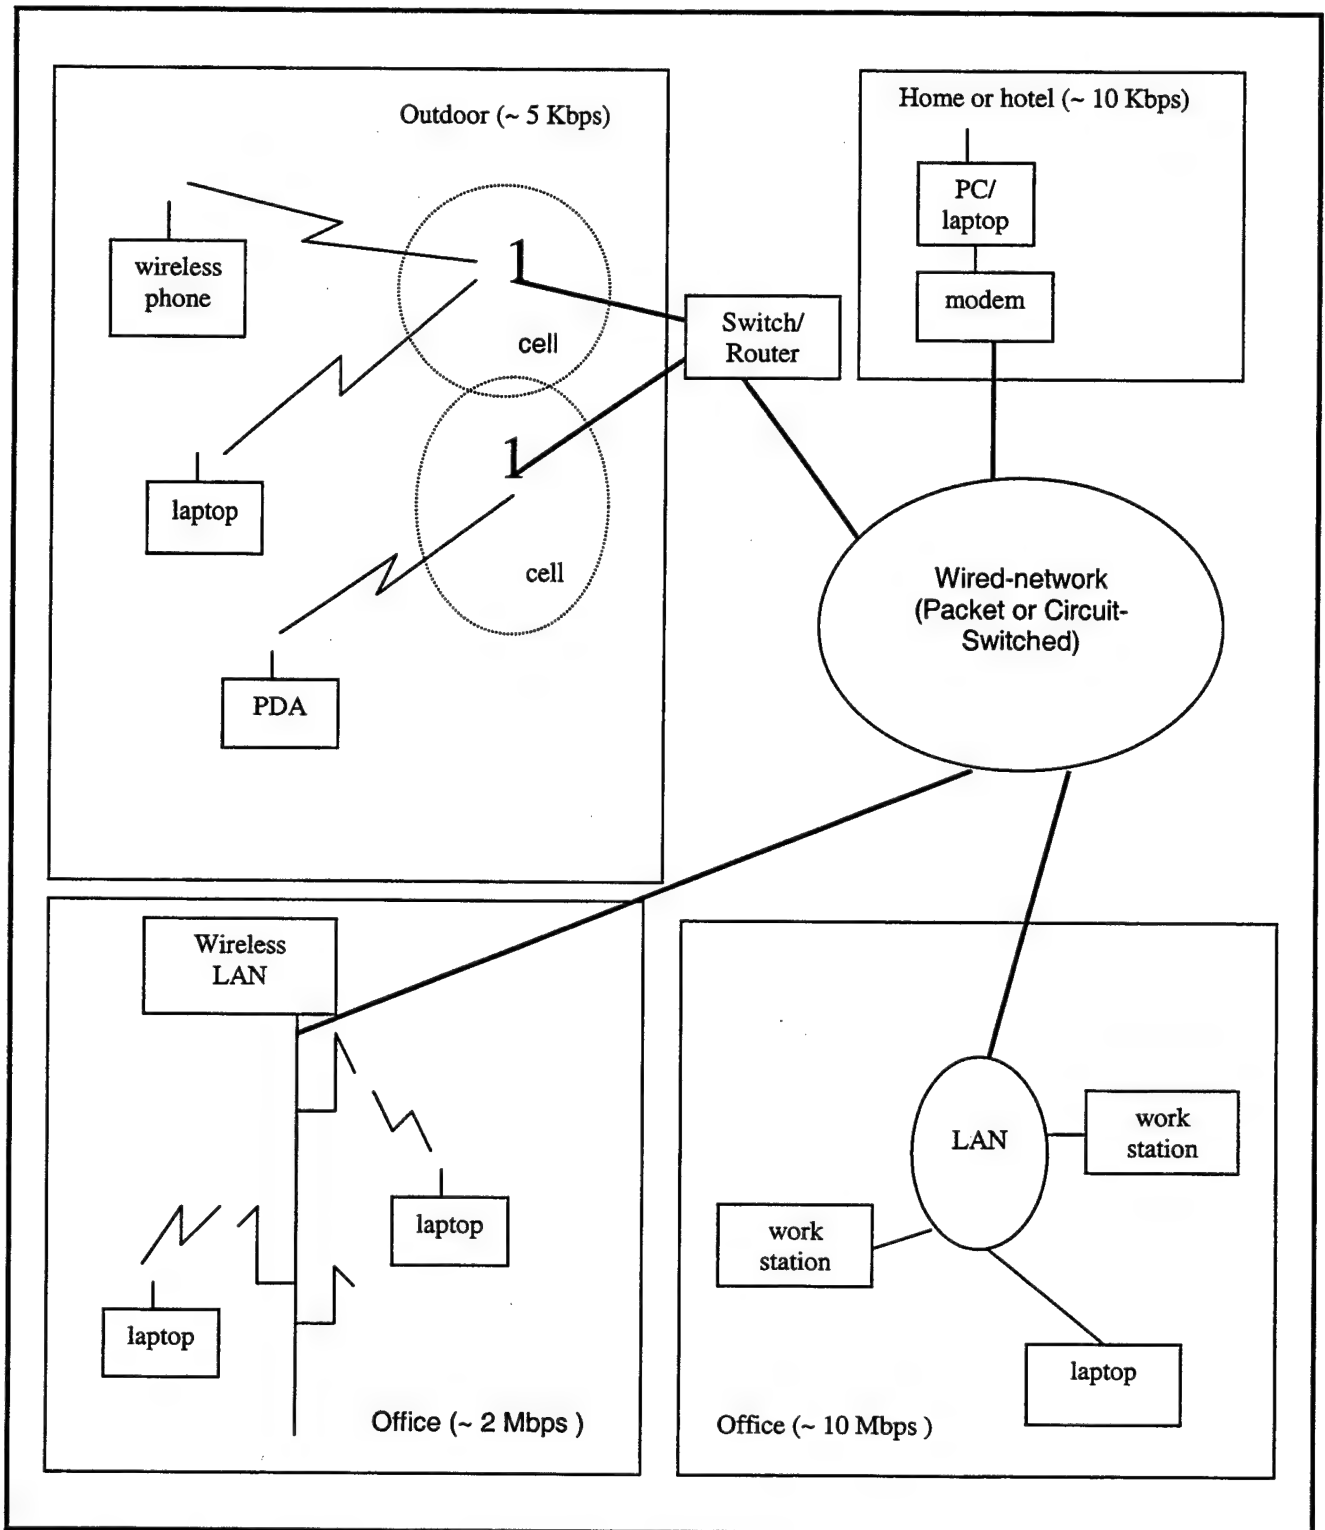 Outdoor (~ 5 Kbps)
wireless
phone
1
cell
laptop
1
cell
PDA
Switch/
Router
Home or hotel (~ 10 Kbps)
PC/
laptop
modem
Wired-network
(Packet or Circuit-
Switched)
Wireless
LAN
laptop
laptop
Office (~ 2 Mbps )
LAN
work
station
work
station
laptop
Office (~ 10 Mbps )